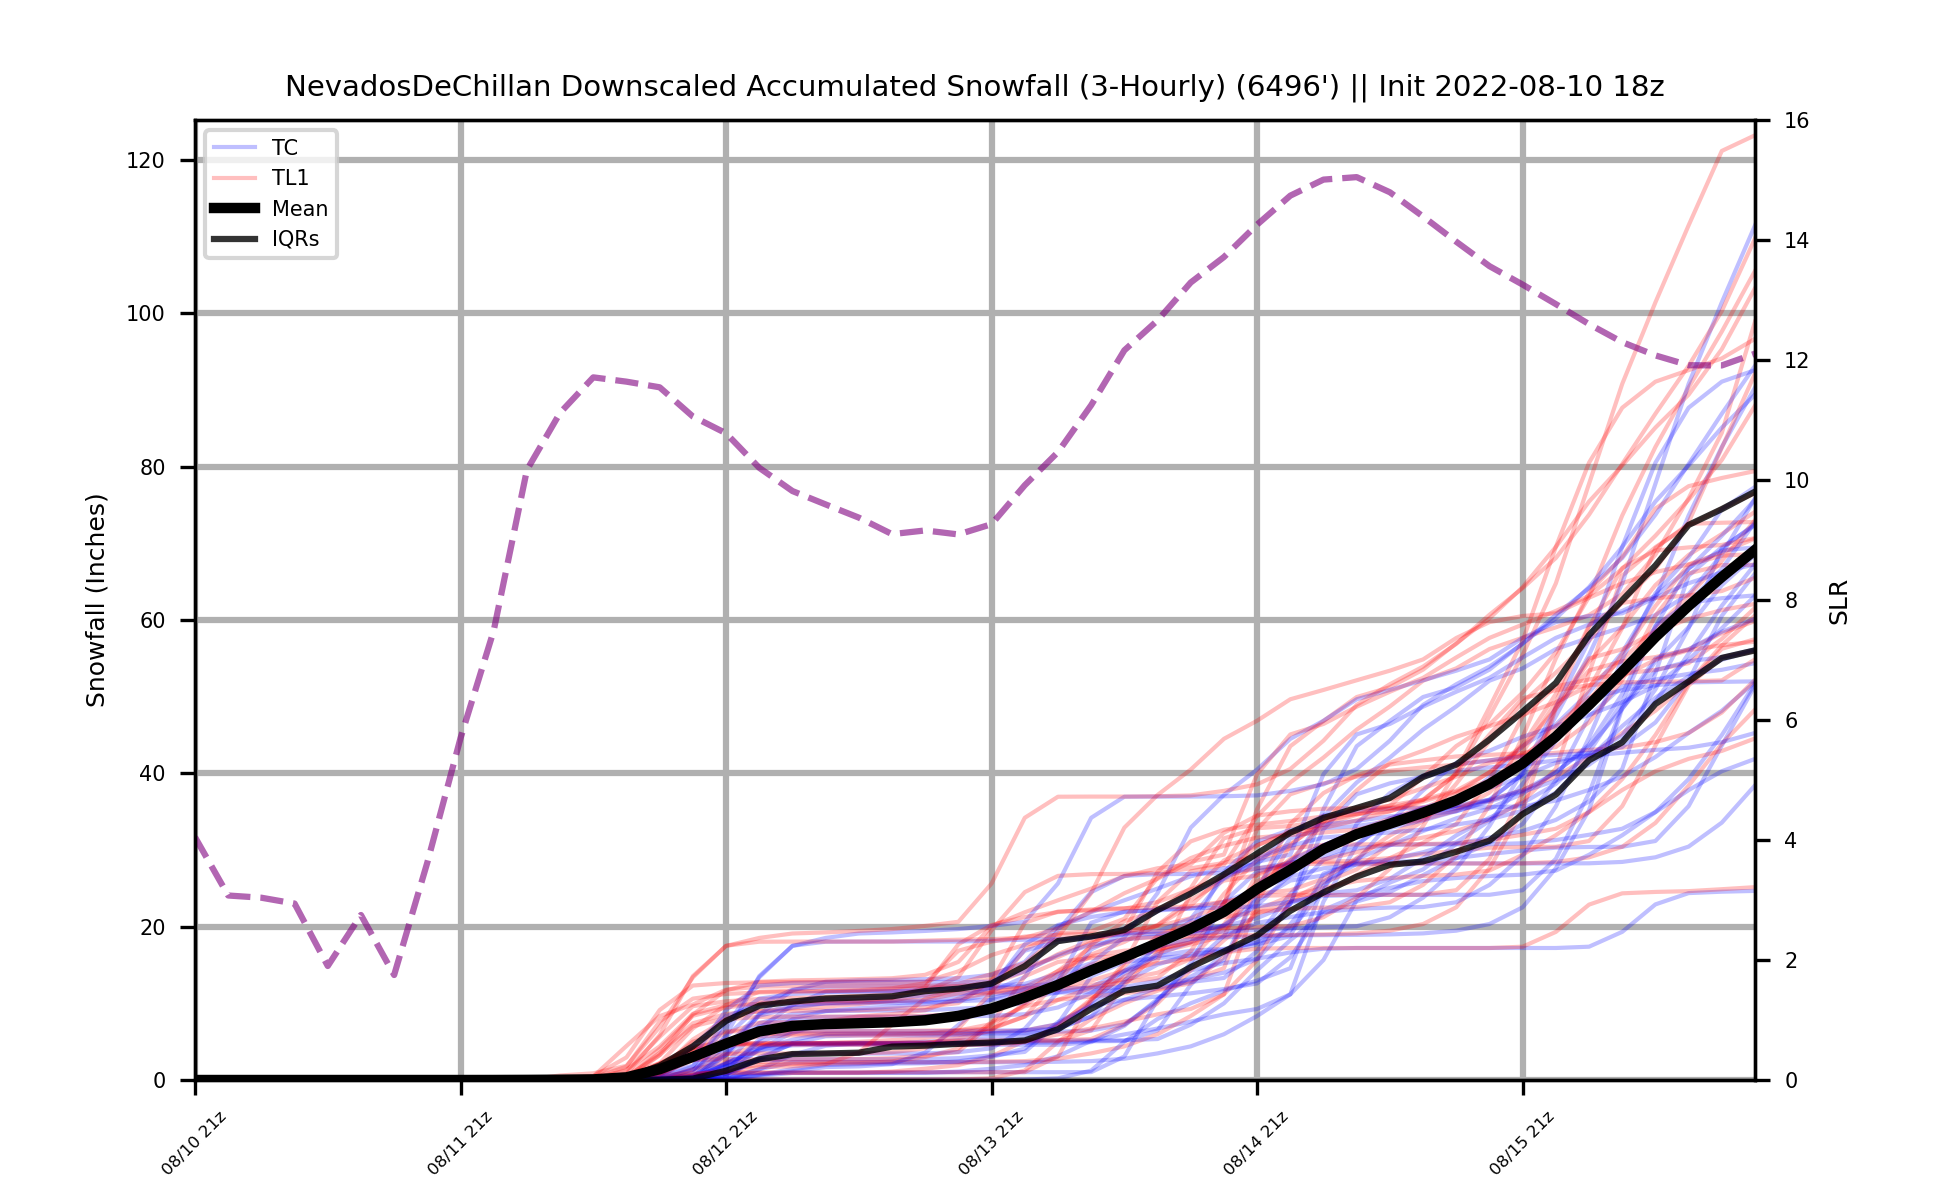 NevadosDeChillan Downscaled Accumulated Snowfall (3-Hourly) (6496') || Init 2022-08-10 18z
TC
TL1
Mean
IQRs
Snowfall (Inches)
120
100
80
60
40
20
0
16
14
12
10
8
6
4
2
0
SLR
08/10 21z
08/11 21z
08/12 21z
08/13 21z
08/14 21z
08/15 21z